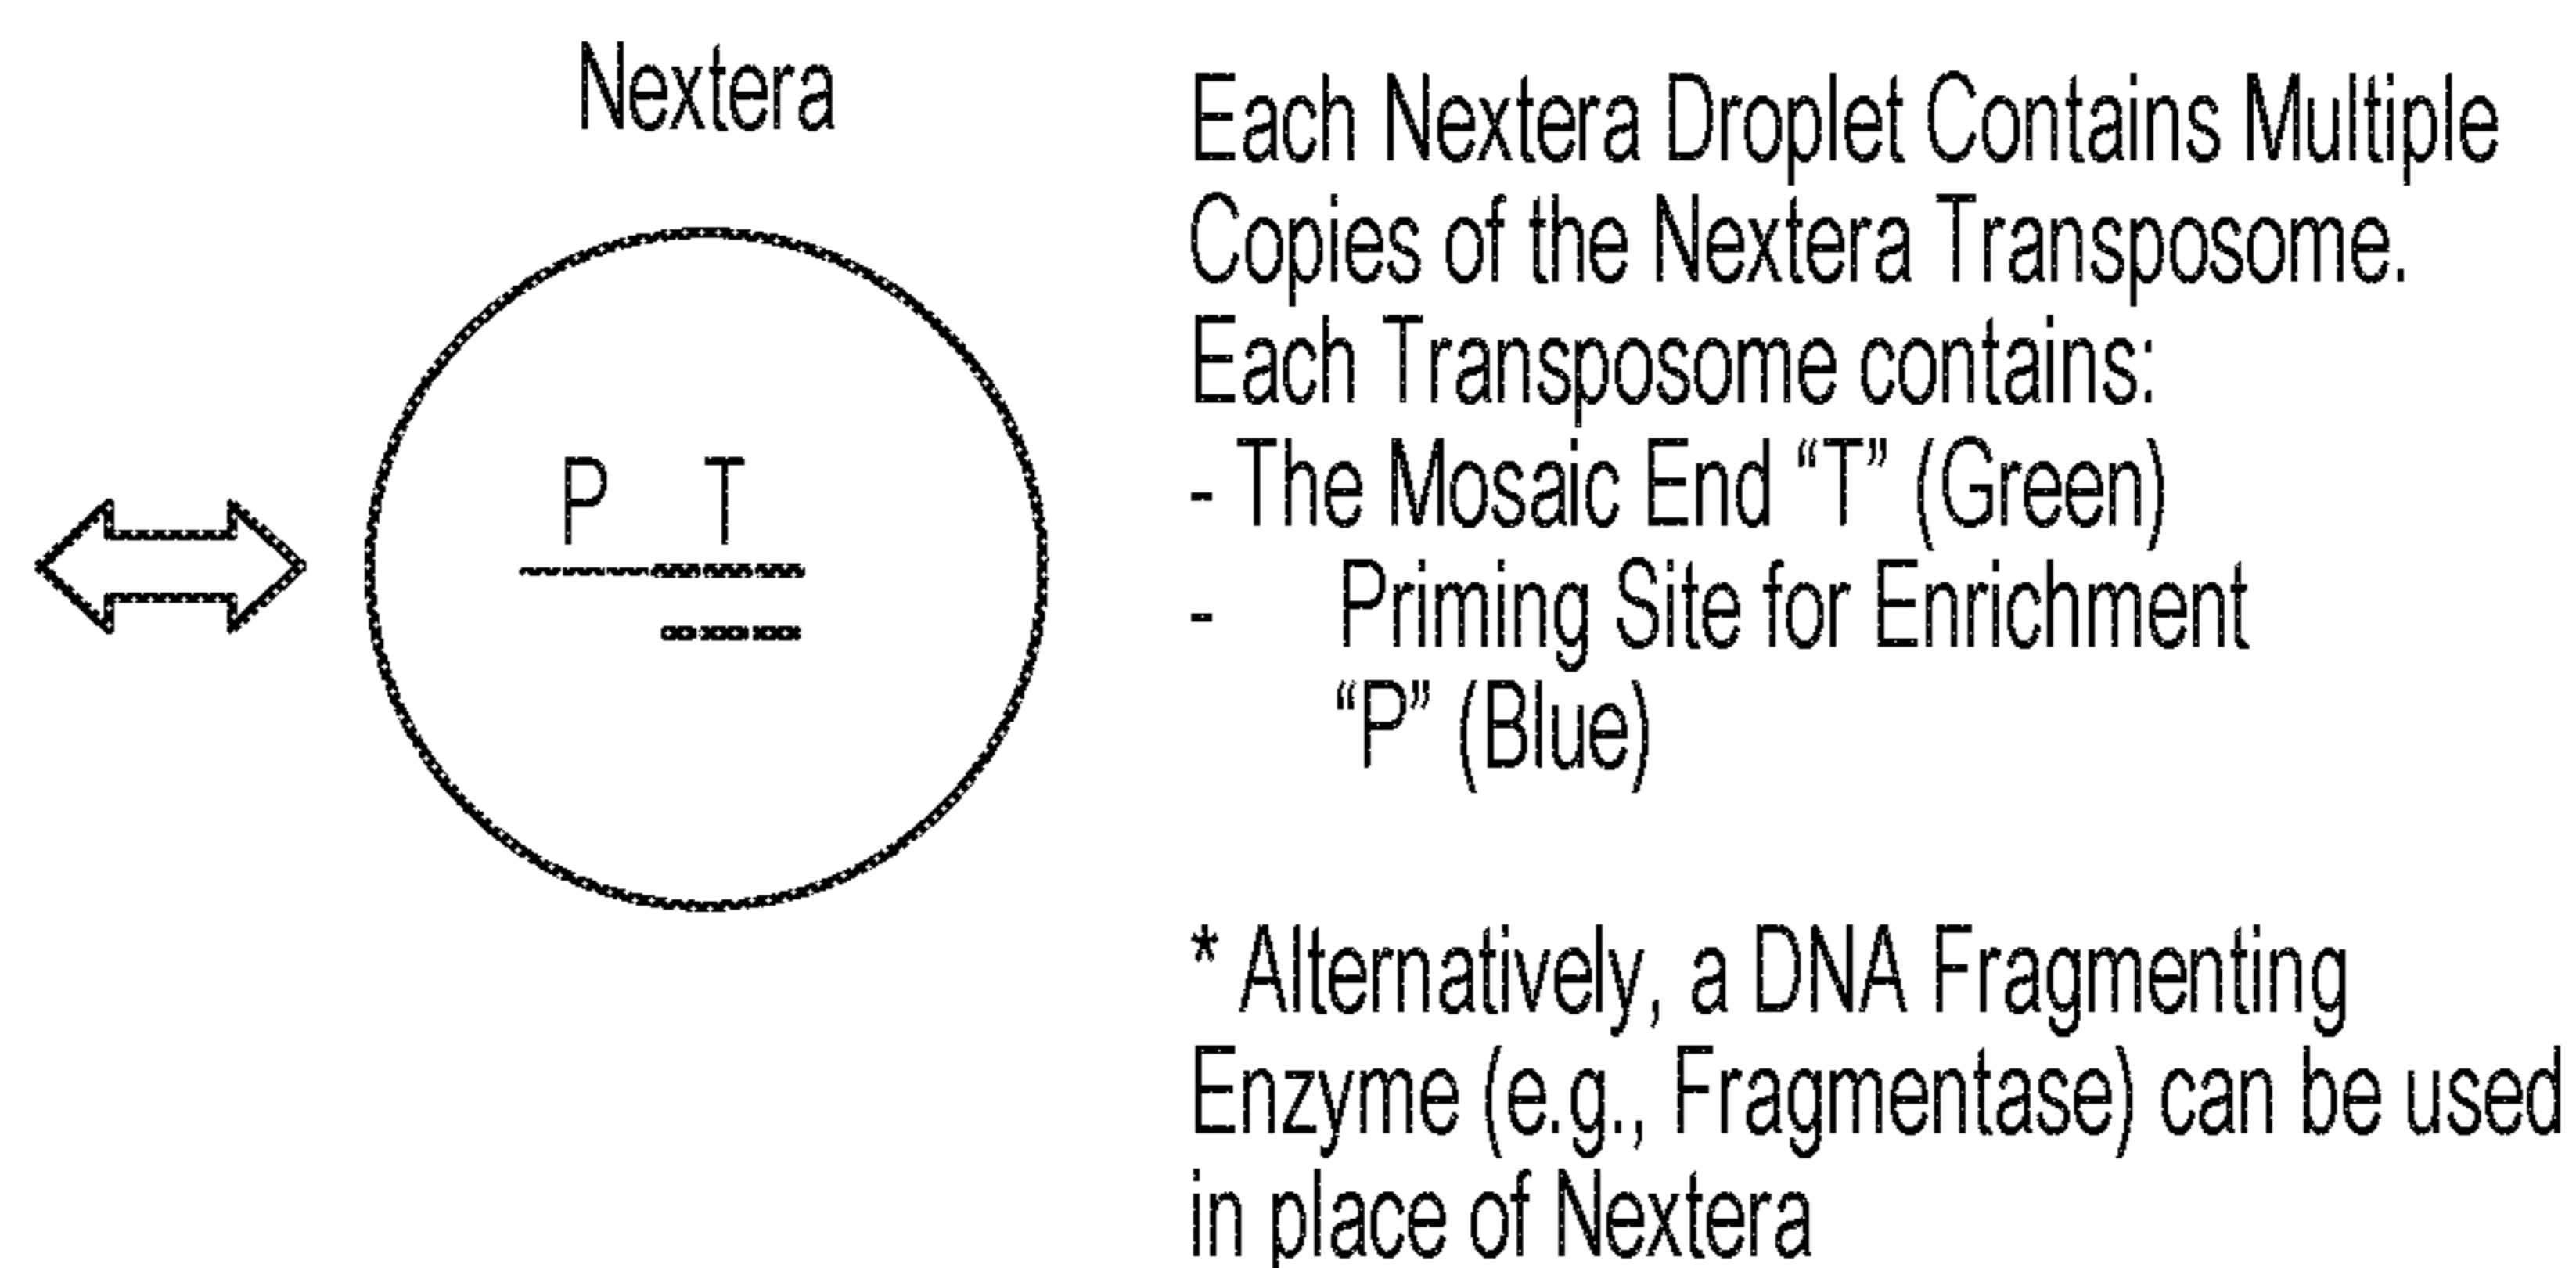 Nextera
P T
Each Nextera Droplet Contains Multiple
Copies of the Nextera Transposome.
Each Transposome contains:
- The Mosaic End “T” (Green)
- Priming Site for Enrichment
“P” (Blue)
* Alternatively, a DNA Fragmenting
Enzyme (e.g., Fragmentase) can be used
in place of Nextera